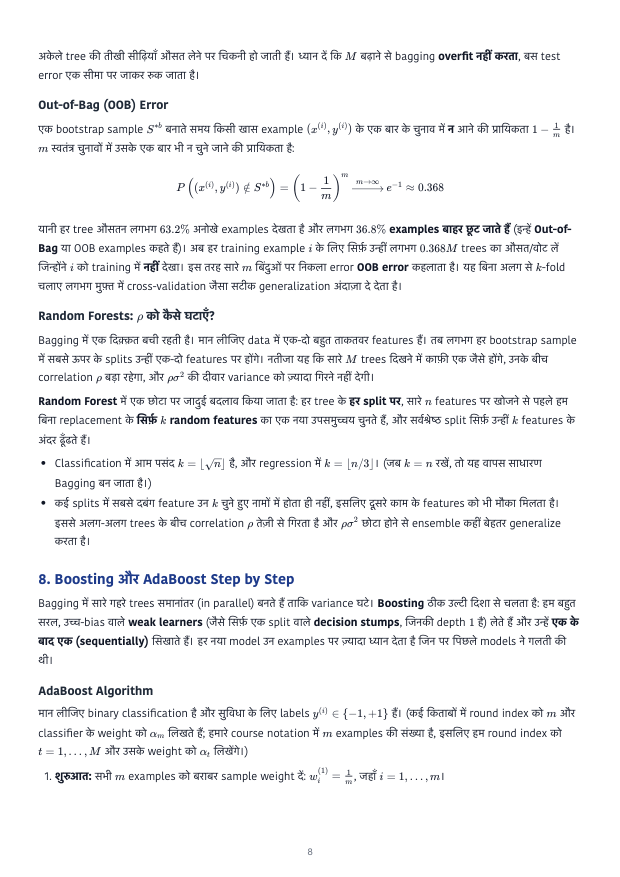 अकेले tree की तीखी सीढ़ियाँ औसत लेने पर चिकनी हो जाती हैं। ध्यान दें कि M बढ़ाने से bagging overfit नहीं करता, बस test
error एक सीमा पर जाकर रुक जाता है।
Out-of-Bag (OOB) Error
एक bootstrap sample S^{*b} बनाते समय किसी खास example (x^{(i)}, y^{(i)}) के एक बार के चुनाव में न आने की प्रायिकता 1 − \frac{1}{m} है।
m स्वतंत्र चुनावों में उसके एक बार भी न चुने जाने की प्रायिकता है:
P((x^{(i)}, y^{(i)}) ∉ S^{*b}) = (1 − \frac{1}{m})^m \xrightarrow{m→∞} e^{−1} ≈ 0.368
यानी हर tree औसतन लगभग 63.2% अनोखे examples देखता है और लगभग 36.8% examples बाहर छूट जाते हैं (इन्हें Out-of-
Bag या OOB examples कहते हैं)। अब हर training example i के लिए सिर्फ़ उन्हीं लगभग 0.368M trees का औसत/वोट लें
जिन्होंने i को training में नहीं देखा। इस तरह सारे m बिंदुओं पर निकला error OOB error कहलाता है। यह बिना अलग से k-fold
चलाए लगभग मुफ़्त में cross-validation जैसा सटीक generalization अंदाज़ा दे देता है।
Random Forests: ρ को कैसे घटाएँ?
Bagging में एक दिक़्क़त बची रहती है। मान लीजिए data में एक-दो बहुत ताकतवर features हैं। तब लगभग हर bootstrap sample
में सबसे ऊपर के splits उन्हीं एक-दो features पर होंगे। नतीजा यह कि सारे M trees दिखने में काफ़ी एक जैसे होंगे, उनके बीच
correlation ρ बड़ा रहेगा, और ρσ² की दीवार variance को ज़्यादा गिरने नहीं देगी।
Random Forest में एक छोटा पर जादुई बदलाव किया जाता है: हर tree के हर split पर, सारे n features पर खोजने से पहले हम
बिना replacement के सिर्फ़ k random features का एक नया उपसमुच्चय चुनते हैं, और सर्वश्रेष्ठ split सिर्फ़ उन्हीं k features के
अंदर ढूँढते हैं।
• Classification में आम पसंद k = ⌊√n⌋ है, और regression में k = ⌊n/3⌋। (जब k = n रखें, तो यह वापस साधारण
Bagging बन जाता है।)
• कई splits में सबसे दबंग feature उन k चुने हुए नामों में होता ही नहीं, इसलिए दूसरे काम के features को भी मौका मिलता है।
इससे अलग-अलग trees के बीच correlation ρ तेज़ी से गिरता है और ρσ² छोटा होने से ensemble कहीं बेहतर generalize
करता है।
8. Boosting और AdaBoost Step by Step
Bagging में सारे गहरे trees समानांतर (in parallel) बनते हैं ताकि variance घटे। Boosting ठीक उल्टी दिशा से चलता है: हम बहुत
सरल, उच्च-bias वाले weak learners (जैसे सिर्फ़ एक split वाले decision stumps, जिनकी depth 1 है) लेते हैं और उन्हें एक के
बाद एक (sequentially) सिखाते हैं। हर नया model उन examples पर ज़्यादा ध्यान देता है जिन पर पिछले models ने गलती की
थी।
AdaBoost Algorithm
मान लीजिए binary classification है और सुविधा के लिए labels y^{(i)} ∈ {−1, +1} हैं। (कई किताबों में round index को m और
classifier के weight को α_m लिखते हैं; हमारे course notation में m examples की संख्या है, इसलिए हम round index को
t = 1, . . . , M और उसके weight को α_t लिखेंगे।)
1. शुरुआत: सभी m examples को बराबर sample weight दें: w_i^{(1)} = \frac{1}{m}, जहाँ i = 1, . . . , m।
8